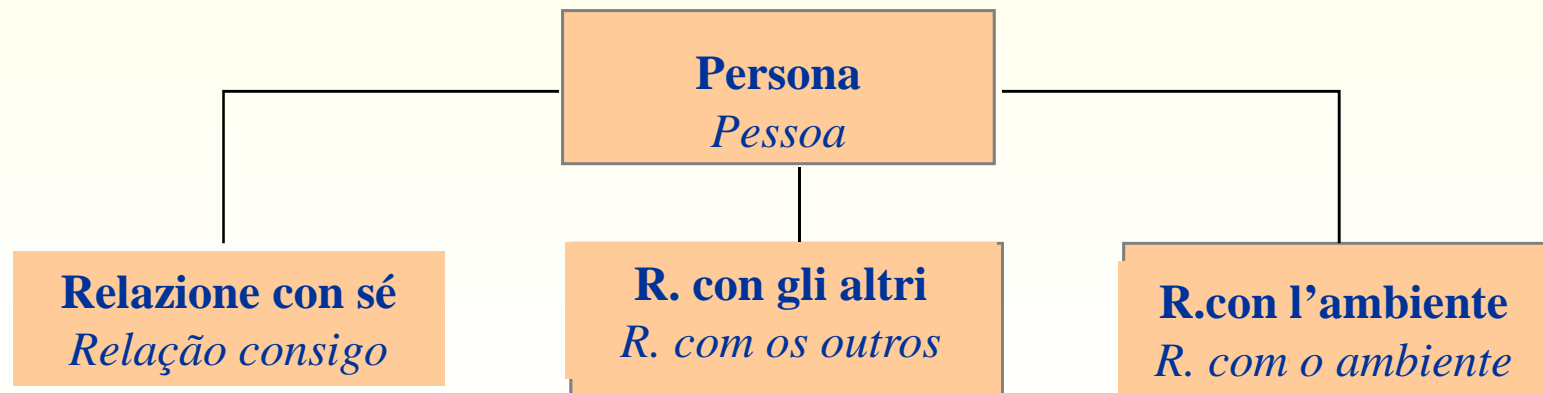 Persona
Pessoa
Relazione con sé
Relação consigo
R. con gli altri
R. com os outros
R.con l’ambiente
R. com o ambiente